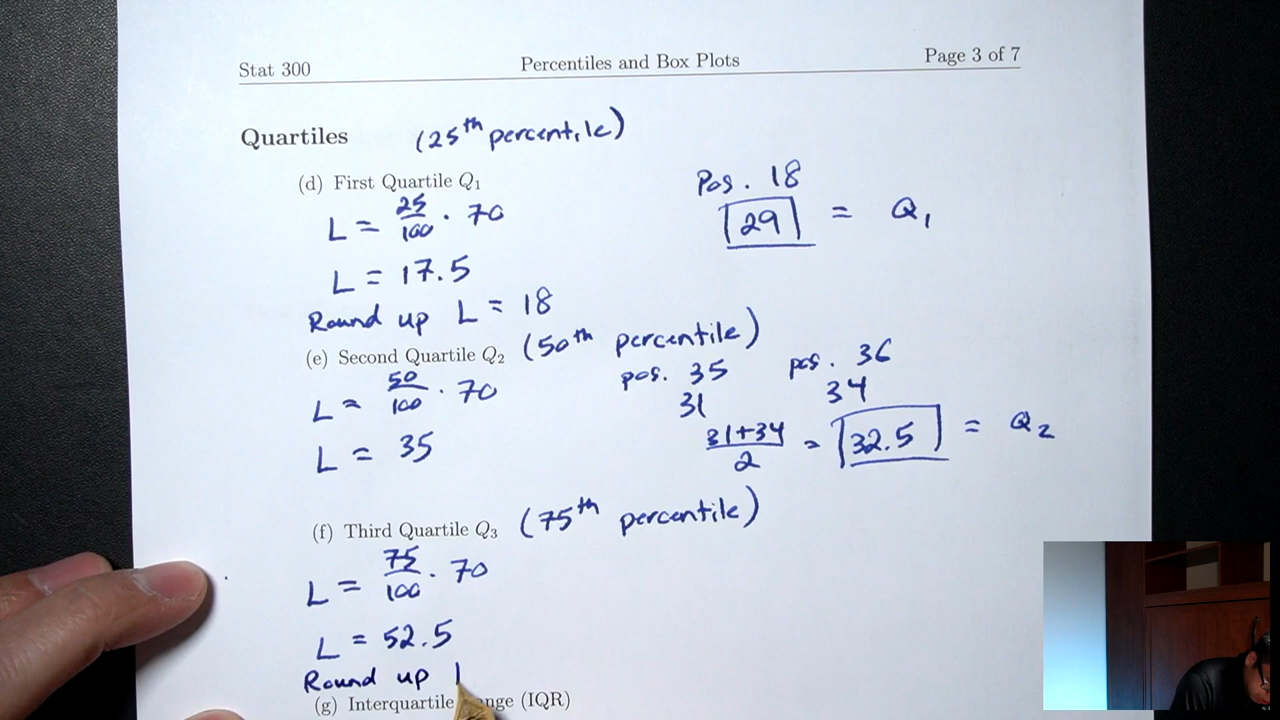 Stat 300 Percentiles and Box Plots Page 3 of 7
Quartiles (25th percentile)
(d) First Quartile Q1
L = 25/100 · 70
L = 17.5
Round up L = 18
Pos. 18
29 = Q1
(e) Second Quartile Q2 (50th percentile)
L = 50/100 · 70
L = 35
pos. 35 pos. 36
31 34
31+34/2 = 32.5 = Q2
(f) Third Quartile Q3 (75th percentile)
L = 75/100 · 70
L = 52.5
Round up
(g) Interquartile Range (IQR)